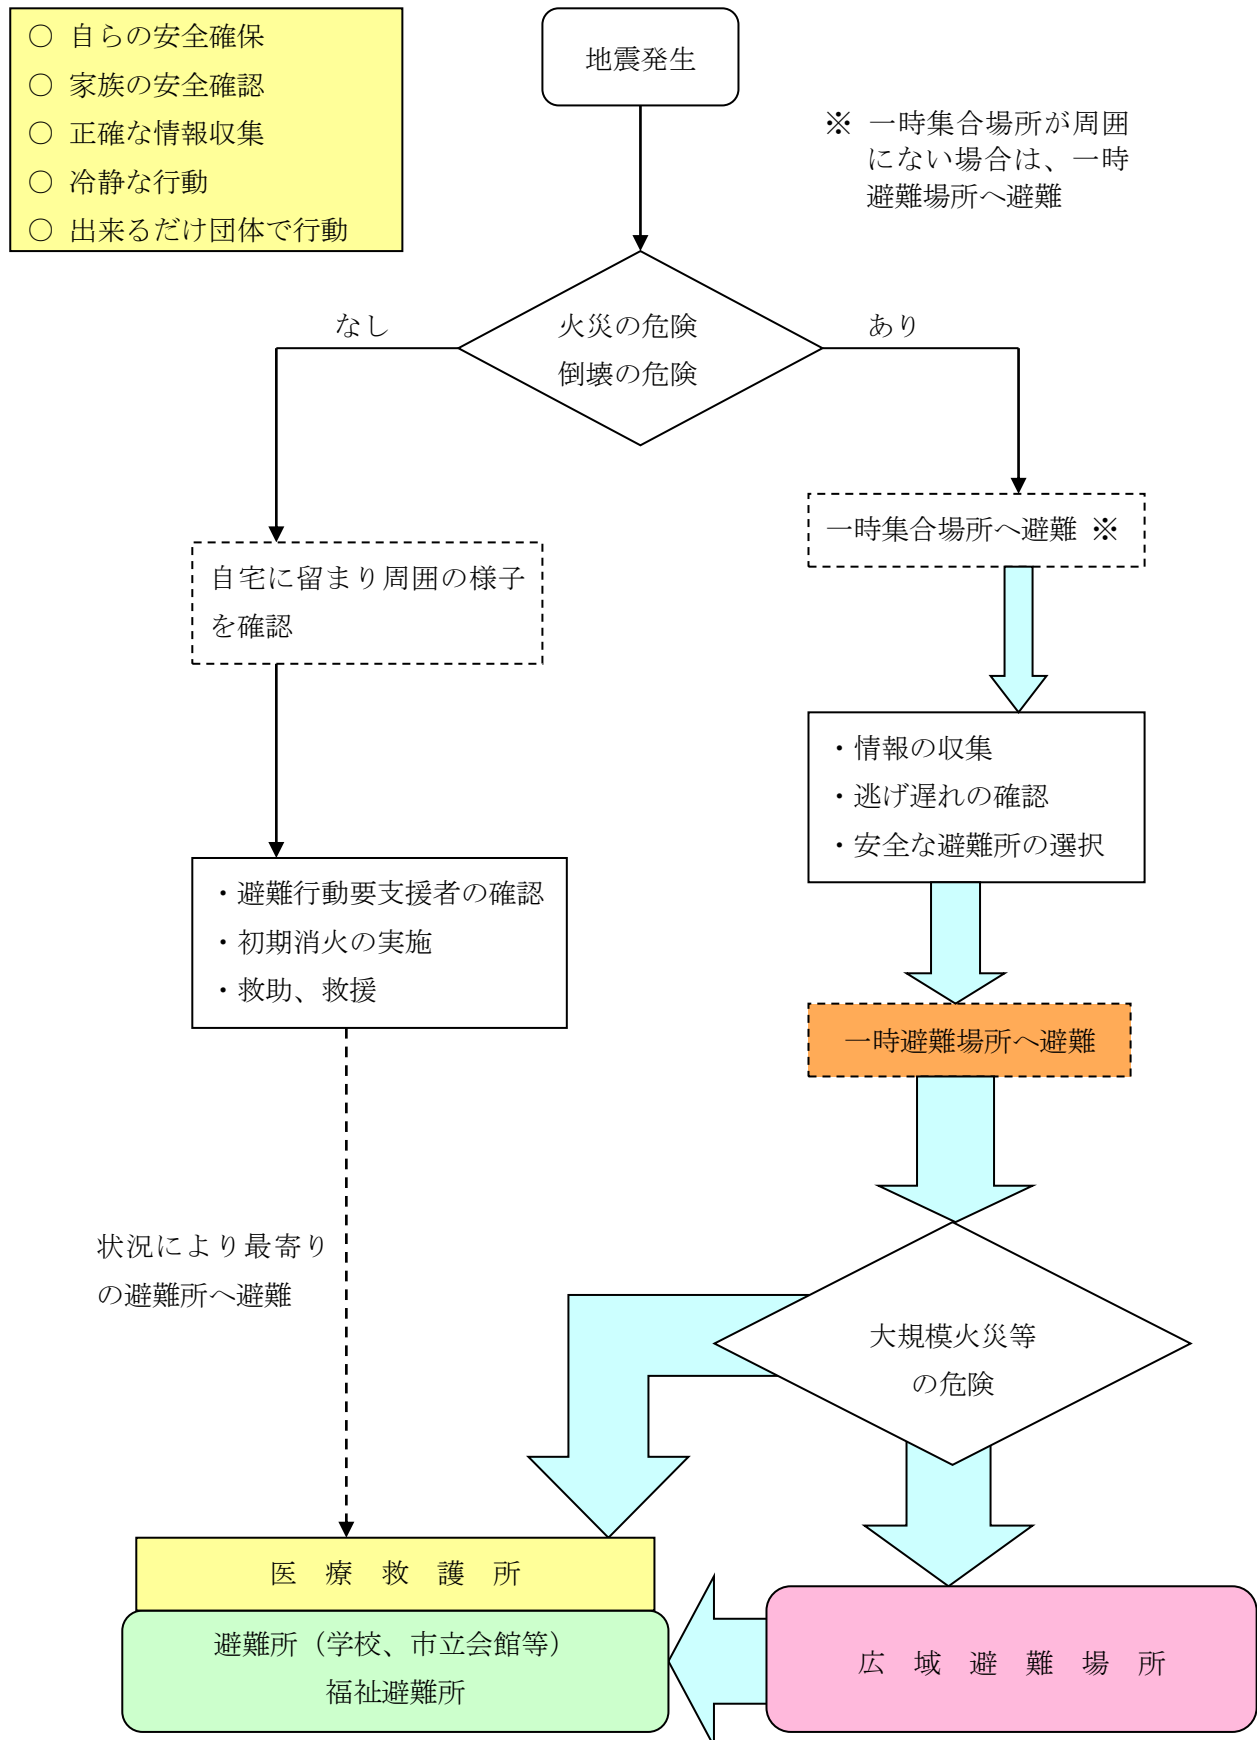 ○ 自らの安全確保
○ 家族の安全確認
○ 正確な情報収集
○ 冷静な行動
○ 出来るだけ団体で行動
地震発生
※ 一時集合場所が周囲
にない場合は、一時
避難場所へ避難
なし
火災の危険
倒壊の危険
あり
一時集合場所へ避難 ※
自宅に留まり周囲の様子
を確認
・情報の収集
・逃げ遅れの確認
・安全な避難所の選択
・避難行動要支援者の確認
・初期消火の実施
・救助、救援
一時避難場所へ避難
状況により最寄り
の避難所へ避難
大規模火災等
の危険
医 療 救 護 所
避難所（学校、市立会館等）
福祉避難所
広 域 避 難 場 所